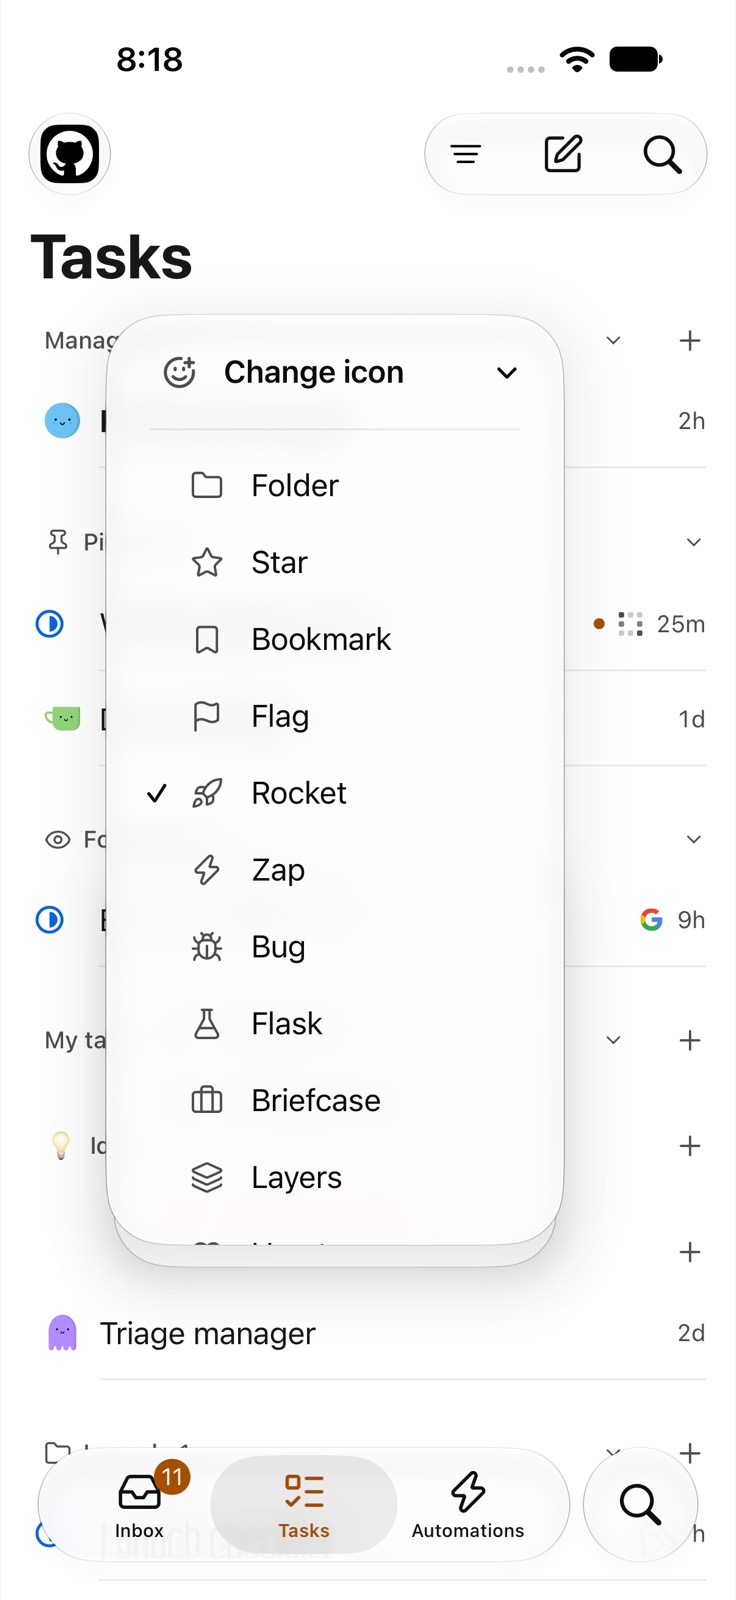 8:18
Tasks
Manag
Change icon
2h
Folder
Pi
Star
25m
Bookmark
Flag
1d
Rocket
Fo
Zap
9h
Bug
Flask
My ta
Briefcase
Layers
Triage manager
2d
11
Inbox
Tasks
Automations
h